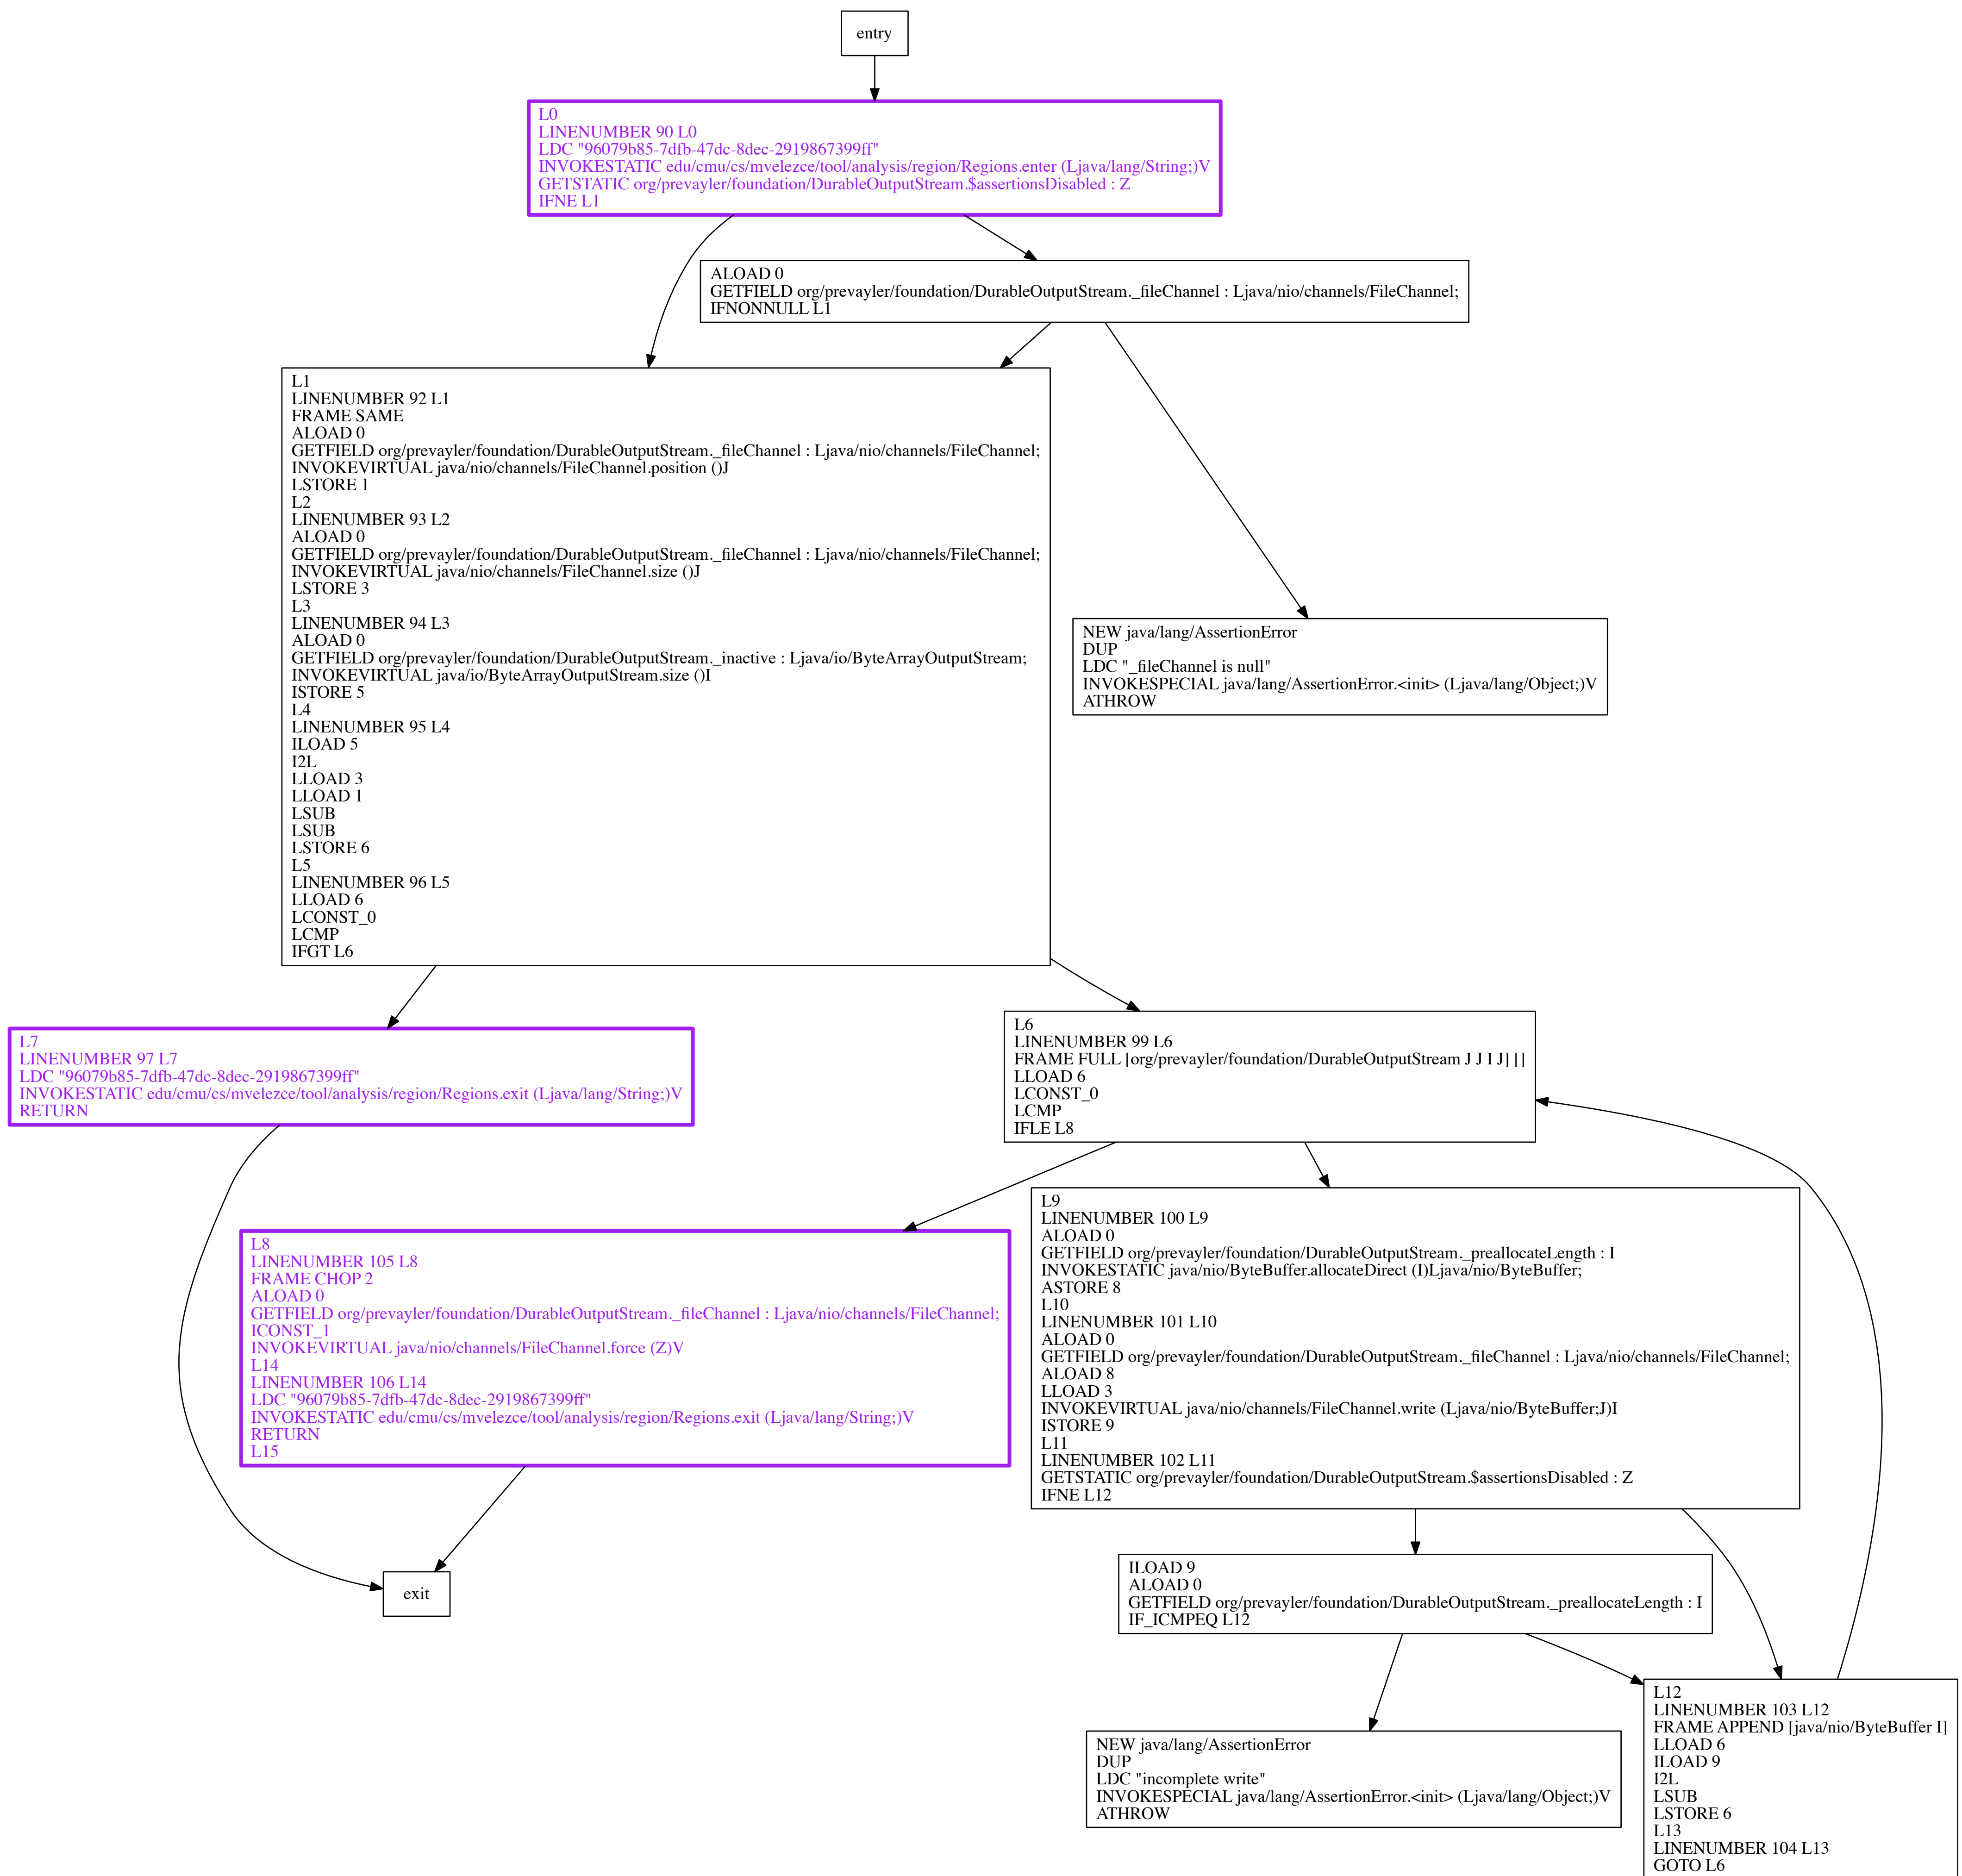 entry
L0
LINENUMBER 90 L0
LDC "96079b85-7dfb-47dc-8dec-2919867399ff"
INVOKESTATIC edu/cmu/cs/mvelezce/tool/analysis/region/Regions.enter (Ljava/lang/String;)V
GETSTATIC org/prevayler/foundation/DurableOutputStream.$assertionsDisabled : Z
IFNE L1
ALOAD 0
GETFIELD org/prevayler/foundation/DurableOutputStream._fileChannel : Ljava/nio/channels/FileChannel;
IFNONNULL L1
L1
LINENUMBER 92 L1
FRAME SAME
ALOAD 0
GETFIELD org/prevayler/foundation/DurableOutputStream._fileChannel : Ljava/nio/channels/FileChannel;
INVOKEVIRTUAL java/nio/channels/FileChannel.position ()J
LSTORE 1
L2
LINENUMBER 93 L2
ALOAD 0
GETFIELD org/prevayler/foundation/DurableOutputStream._fileChannel : Ljava/nio/channels/FileChannel;
INVOKEVIRTUAL java/nio/channels/FileChannel.size ()J
LSTORE 3
L3
LINENUMBER 94 L3
ALOAD 0
GETFIELD org/prevayler/foundation/DurableOutputStream._inactive : Ljava/io/ByteArrayOutputStream;
INVOKEVIRTUAL java/io/ByteArrayOutputStream.size ()I
ISTORE 5
L4
LINENUMBER 95 L4
ILOAD 5
I2L
LLOAD 3
LLOAD 1
LSUB
LSUB
LSTORE 6
L5
LINENUMBER 96 L5
LLOAD 6
LCONST_0
LCMP
IFGT L6
NEW java/lang/AssertionError
DUP
LDC "_fileChannel is null"
INVOKESPECIAL java/lang/AssertionError.<init> (Ljava/lang/Object;)V
ATHROW
L7
LINENUMBER 97 L7
LDC "96079b85-7dfb-47dc-8dec-2919867399ff"
INVOKESTATIC edu/cmu/cs/mvelezce/tool/analysis/region/Regions.exit (Ljava/lang/String;)V
RETURN
L6
LINENUMBER 99 L6
FRAME FULL [org/prevayler/foundation/DurableOutputStream J J I J] []
LLOAD 6
LCONST_0
LCMP
IFLE L8
L8
LINENUMBER 105 L8
FRAME CHOP 2
ALOAD 0
GETFIELD org/prevayler/foundation/DurableOutputStream._fileChannel : Ljava/nio/channels/FileChannel;
ICONST_1
INVOKEVIRTUAL java/nio/channels/FileChannel.force (Z)V
L14
LINENUMBER 106 L14
LDC "96079b85-7dfb-47dc-8dec-2919867399ff"
INVOKESTATIC edu/cmu/cs/mvelezce/tool/analysis/region/Regions.exit (Ljava/lang/String;)V
RETURN
L15
L9
LINENUMBER 100 L9
ALOAD 0
GETFIELD org/prevayler/foundation/DurableOutputStream._preallocateLength : I
INVOKESTATIC java/nio/ByteBuffer.allocateDirect (I)Ljava/nio/ByteBuffer;
ASTORE 8
L10
LINENUMBER 101 L10
ALOAD 0
GETFIELD org/prevayler/foundation/DurableOutputStream._fileChannel : Ljava/nio/channels/FileChannel;
ALOAD 8
LLOAD 3
INVOKEVIRTUAL java/nio/channels/FileChannel.write (Ljava/nio/ByteBuffer;J)I
ISTORE 9
L11
LINENUMBER 102 L11
GETSTATIC org/prevayler/foundation/DurableOutputStream.$assertionsDisabled : Z
IFNE L12
exit
ILOAD 9
ALOAD 0
GETFIELD org/prevayler/foundation/DurableOutputStream._preallocateLength : I
IF_ICMPEQ L12
NEW java/lang/AssertionError
DUP
LDC "incomplete write"
INVOKESPECIAL java/lang/AssertionError.<init> (Ljava/lang/Object;)V
ATHROW
L12
LINENUMBER 103 L12
FRAME APPEND [java/nio/ByteBuffer I]
LLOAD 6
ILOAD 9
I2L
LSUB
LSTORE 6
L13
LINENUMBER 104 L13
GOTO L6